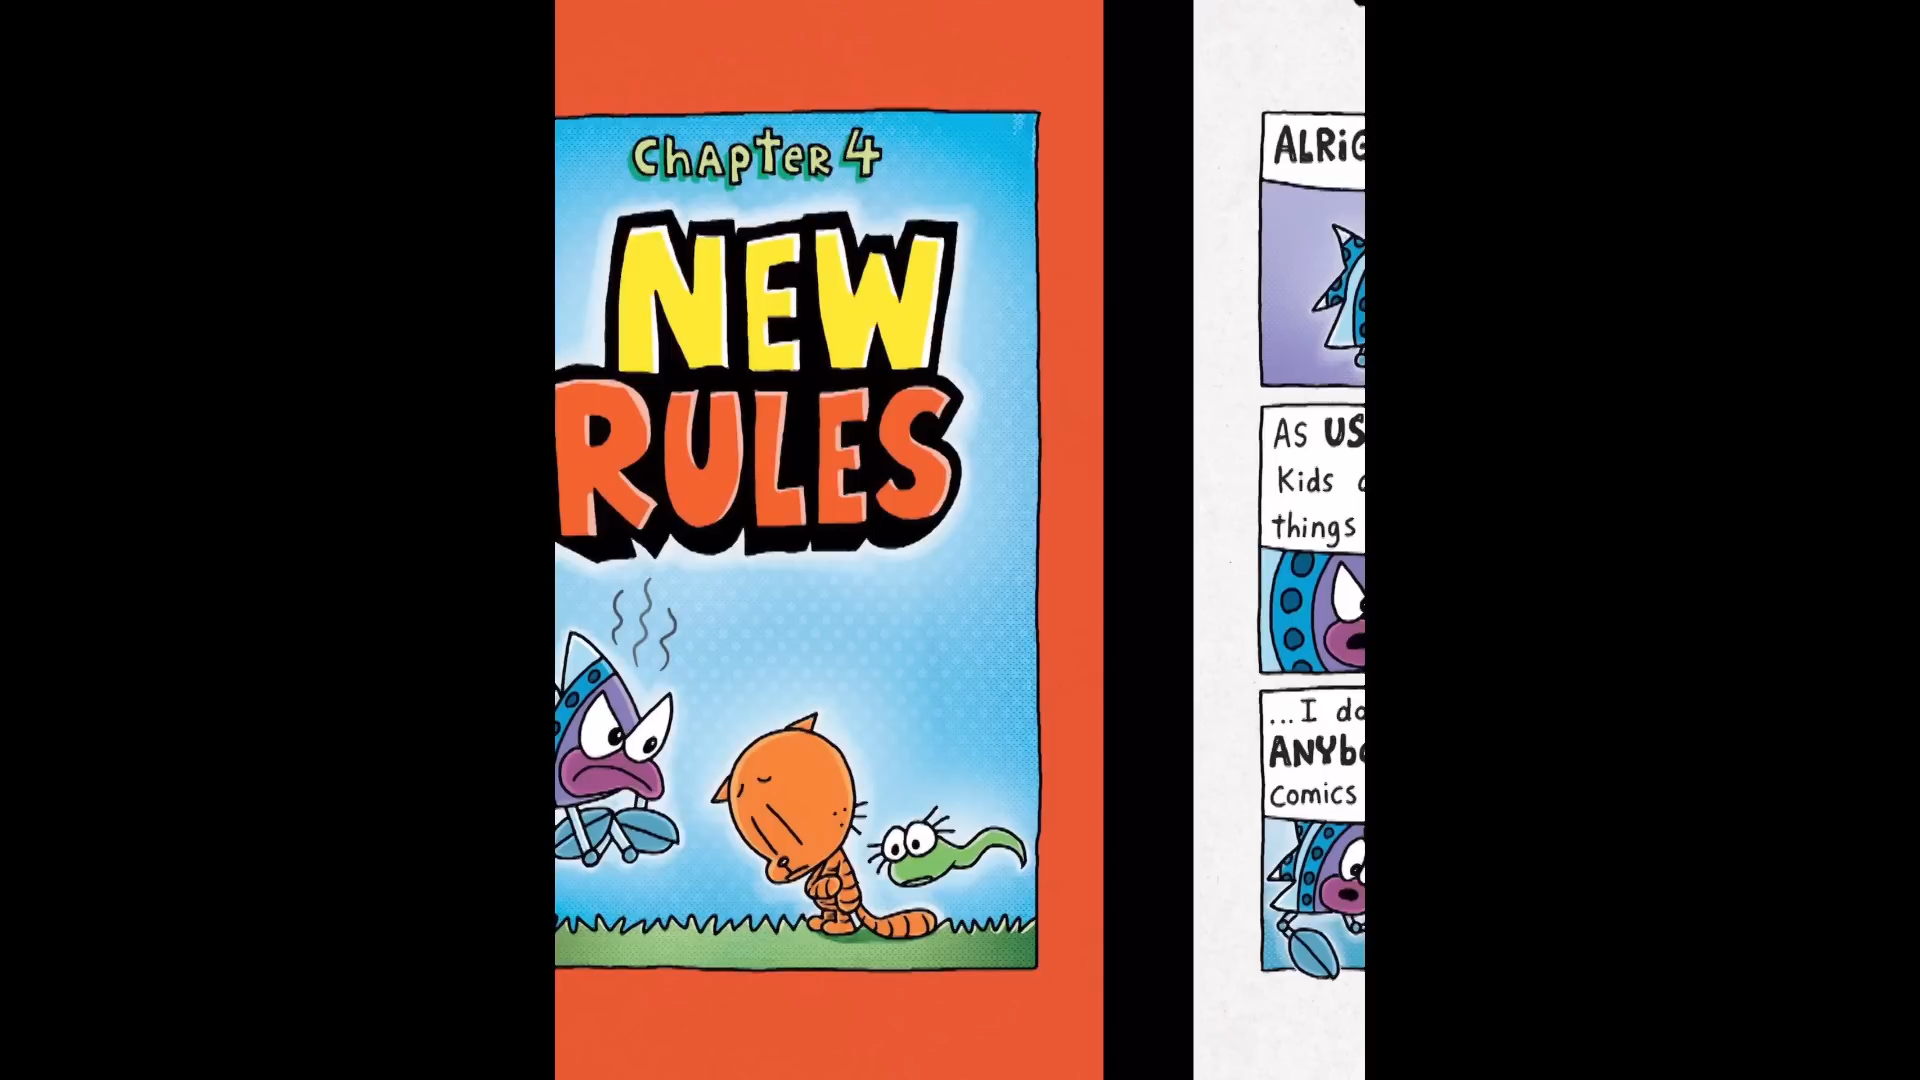 Chapter 4
NEW
RULES
ALRiG
As US
Kids
things
...I do
ANYb
comics